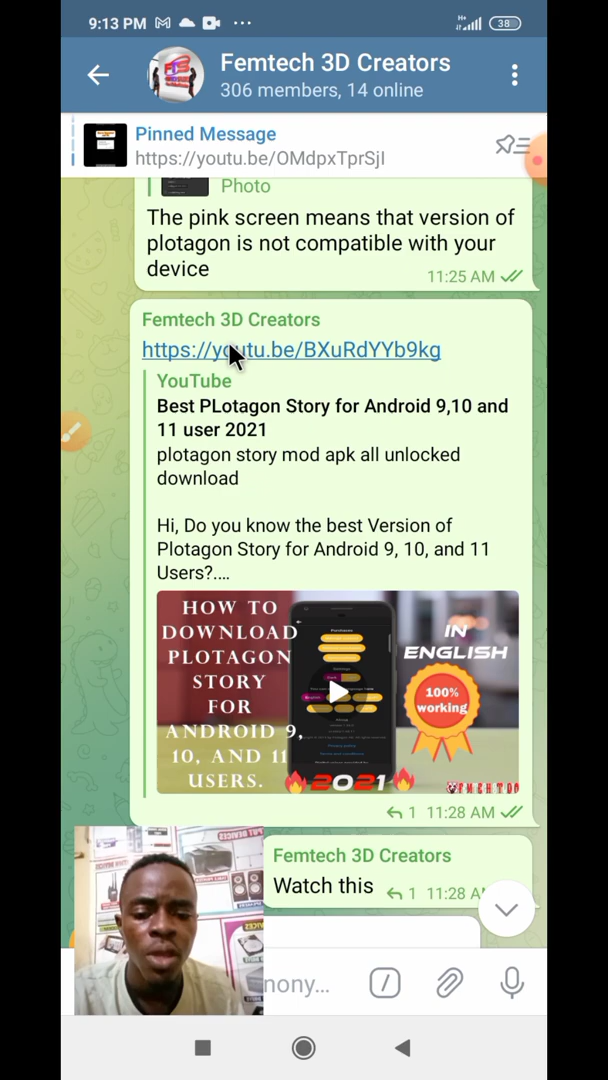 9:13 PM
38
Femtech 3D Creators
306 members, 14 online
Pinned Message
https://youtu.be/OMdpxTprSjI
Photo
The pink screen means that version of
plotagon is not compatible with your
device
11:25 AM
Femtech 3D Creators
https://youtu.be/BXuRdYYb9kg
YouTube
Best PLotagon Story for Android 9,10 and
11 user 2021
plotagon story mod apk all unlocked
download
Hi, Do you know the best Version of
Plotagon Story for Android 9, 10, and 11
Users?....
HOW TO
DOWNLOAD
PLOTAGON
STORY
FOR
ANDROID 9,
10, AND 11
USERS.
IN
ENGLISH
100%
working
2021
1 11:28 AM
Femtech 3D Creators
Watch this
1 11:28 A
nony...